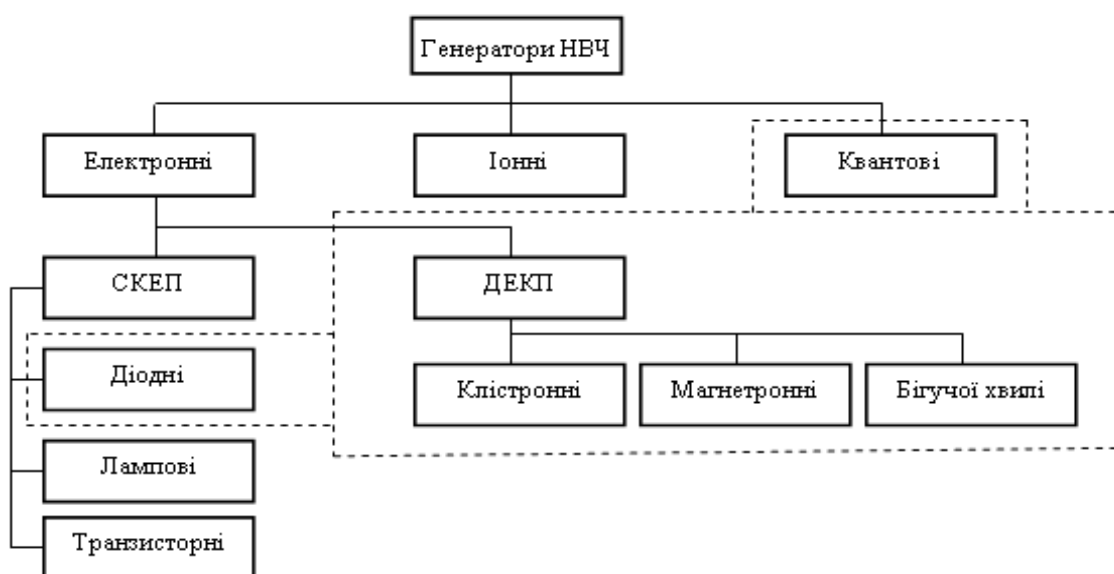 Генератори НВЧ
Електронні
Іонні
Квантові
СКЕП
ДЕКП
Діодні
Клістронні
Магнетронні
Бігучої хвилі
Лампові
Транзисторні